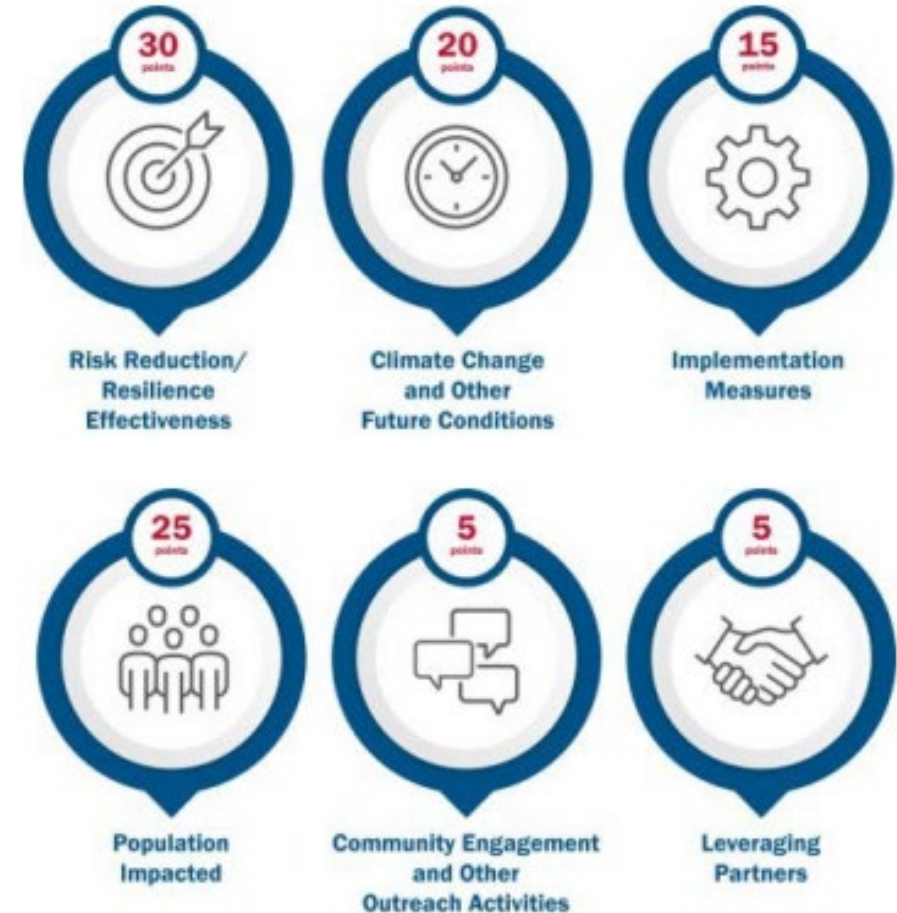 30
points
20
points
15
points
Risk Reduction/
Resilience
Effectiveness
Climate Change
and Other
Future Conditions
Implementation
Measures
25
points
5
points
5
points
Population
Impacted
Community Engagement
and Other
Outreach Activities
Leveraging
Partners